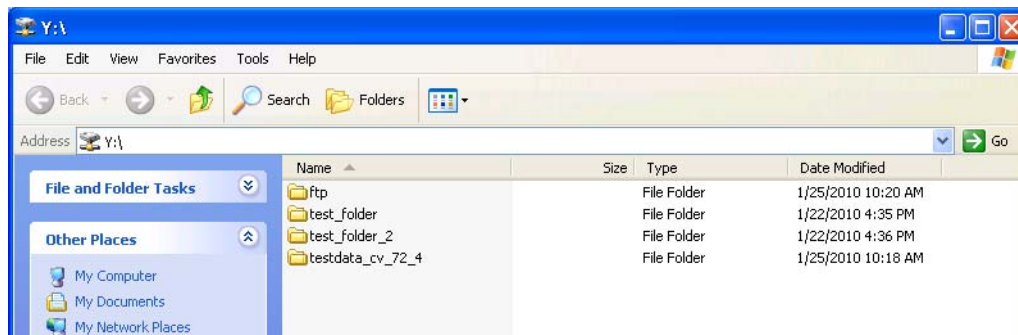 Y:\
File Edit View Favorites Tools Help
Back Search Folders
Address Y:\ Go
Name Size Type Date Modified
File and Folder Tasks
ftp File Folder 1/25/2010 10:20 AM
test_folder File Folder 1/22/2010 4:35 PM
Other Places
test_folder_2 File Folder 1/22/2010 4:36 PM
testdata_cv_72_4 File Folder 1/25/2010 10:18 AM
My Computer
My Documents
My Network Places